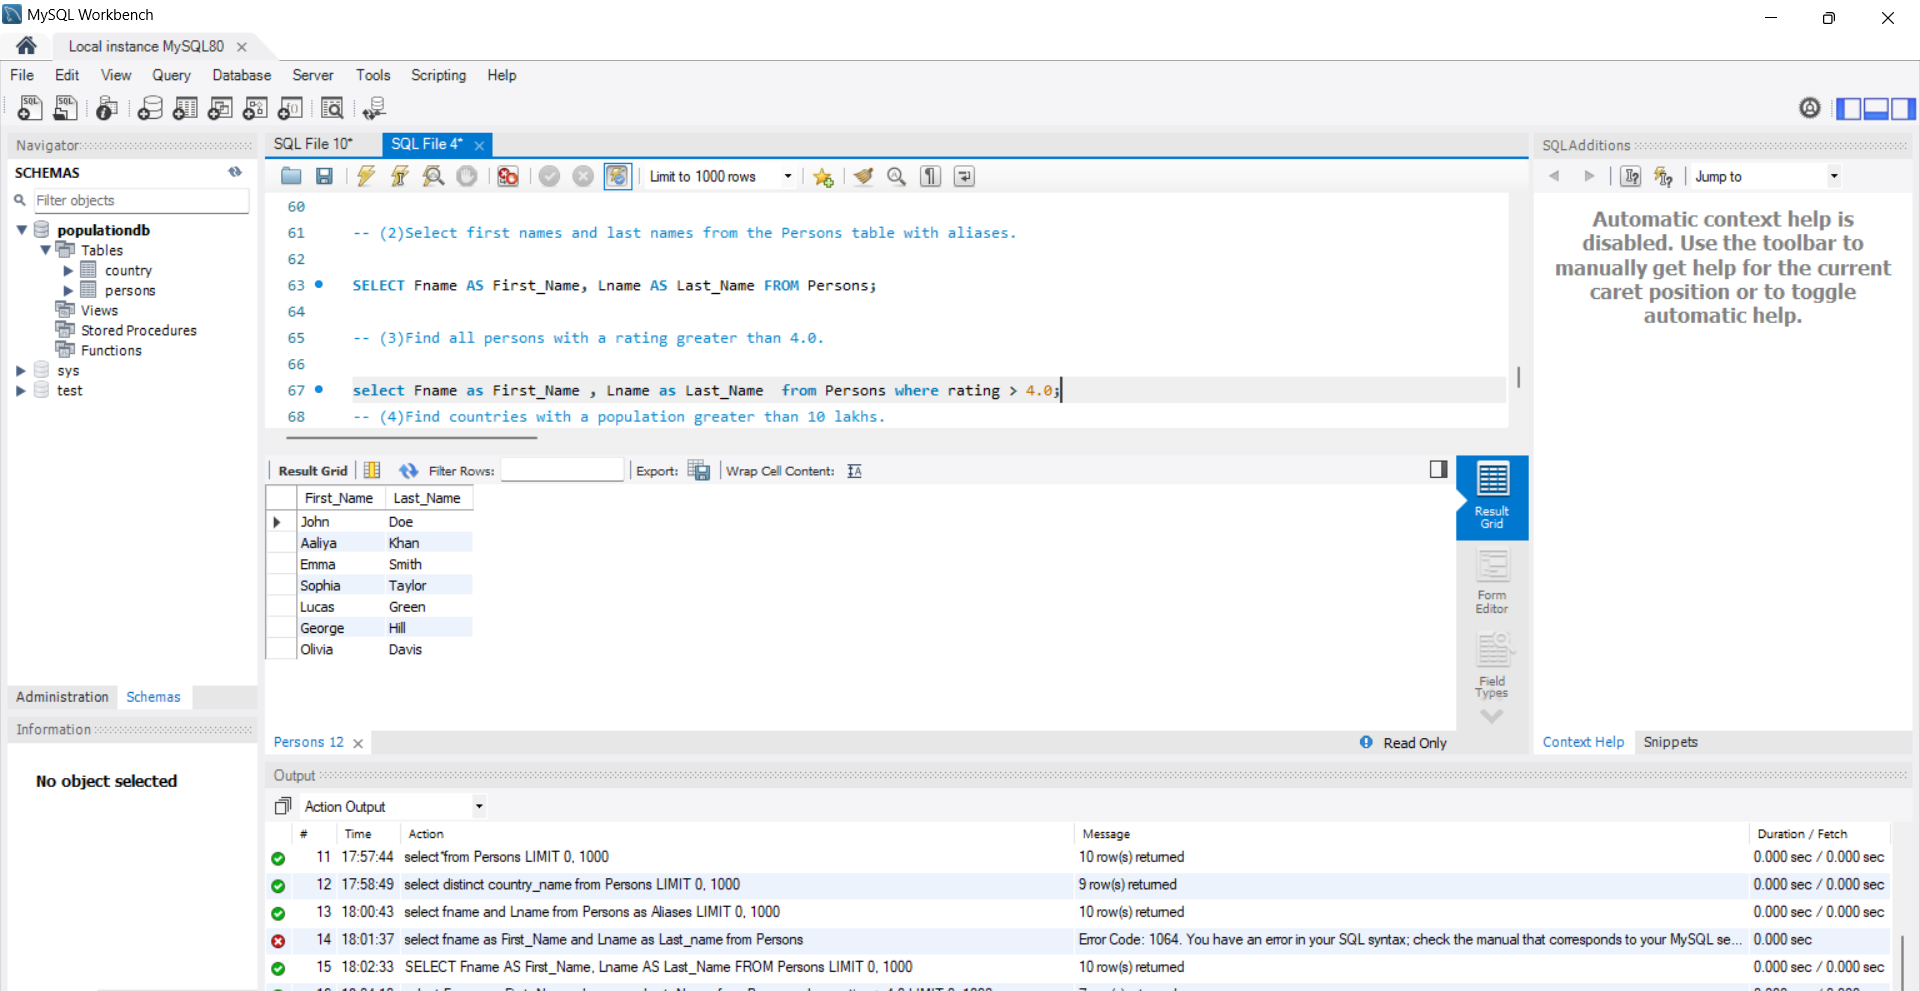 MySQL Workbench
Local instance MySQL80
File Edit View Query Database Server Tools Scripting Help
Navigator
SCHEMAS
Filter objects
populationdb
Tables
country
persons
Views
Stored Procedures
Functions
sys
test
Administration Schemas
Information
No object selected
SQL File 10* SQL File 4*
Limit to 1000 rows
60
61 -- (2)Select first names and last names from the Persons table with aliases.
62
63 SELECT Fname AS First_Name, Lname AS Last_Name FROM Persons;
64
65 -- (3)Find all persons with a rating greater than 4.0.
66
67 select Fname as First_Name , Lname as Last_Name  from Persons where rating > 4.0;
68 -- (4)Find countries with a population greater than 10 lakhs.
Result Grid Filter Rows: Export: Wrap Cell Content:
First_Name Last_Name
John Doe
Aaliya Khan
Emma Smith
Sophia Taylor
Lucas Green
George Hill
Olivia Davis
Result
Grid
Form
Editor
Field
Types
Persons 12 Read Only
SQLAdditions
Jump to
Automatic context help is
disabled. Use the toolbar to
manually get help for the current
caret position or to toggle
automatic help.
Context Help Snippets
Output
Action Output
# Time Action Message Duration / Fetch
11 17:57:44 select*from Persons LIMIT 0, 1000 10 row(s) returned 0.000 sec / 0.000 sec
12 17:58:49 select distinct country_name from Persons LIMIT 0, 1000 9 row(s) returned 0.000 sec / 0.000 sec
13 18:00:43 select fname and Lname from Persons as Aliases LIMIT 0, 1000 10 row(s) returned 0.000 sec / 0.000 sec
14 18:01:37 select fname as First_Name and Lname as Last_name from Persons Error Code: 1064. You have an error in your SQL syntax; check the manual that corresponds to your MySQL se... 0.000 sec
15 18:02:33 SELECT Fname AS First_Name, Lname AS Last_Name FROM Persons LIMIT 0, 1000 10 row(s) returned 0.000 sec / 0.000 sec